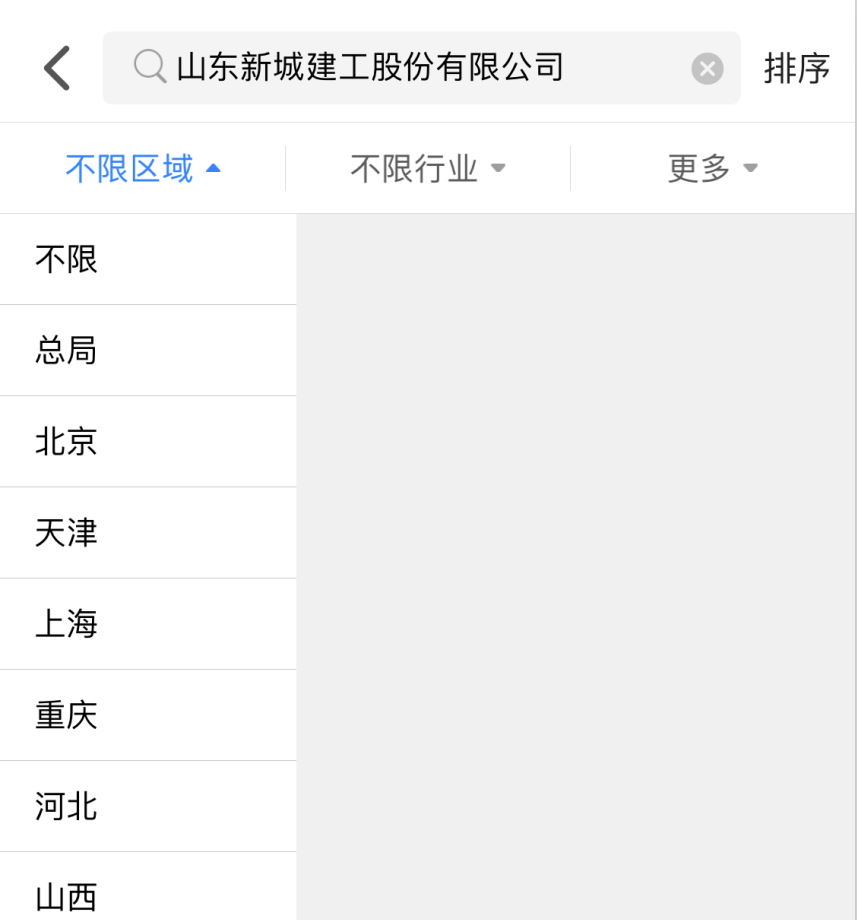 山东新城建工股份有限公司 排序
不限区域 不限行业 更多
不限
总局
北京
天津
上海
重庆
河北
山西